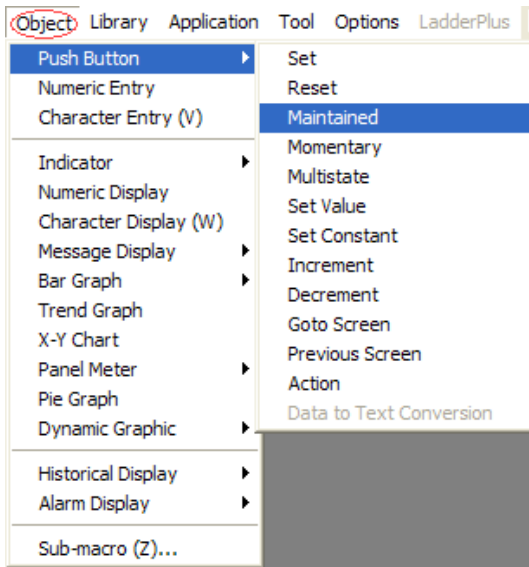 Object Library Application Tool Options LadderPlus
Push Button
Numeric Entry
Character Entry (V)
Indicator
Numeric Display
Character Display (W)
Message Display
Bar Graph
Trend Graph
X-Y Chart
Panel Meter
Pie Graph
Dynamic Graphic
Historical Display
Alarm Display
Sub-macro (Z)...
Set
Reset
Maintained
Momentary
Multistate
Set Value
Set Constant
Increment
Decrement
Goto Screen
Previous Screen
Action
Data to Text Conversion